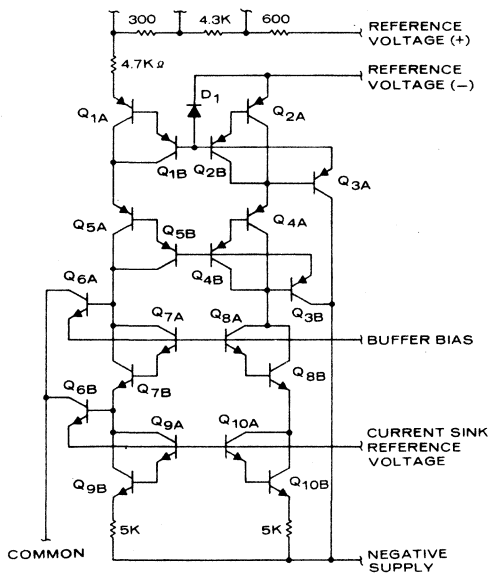 300
4.3K
600
REFERENCE
VOLTAGE (+)
4.7K Ω
REFERENCE
VOLTAGE (−)
D1
Q1A
Q2A
Q1B
Q2B
Q3A
Q5A
Q5B
Q4A
Q4B
Q6A
Q3B
Q7A
Q8A
BUFFER BIAS
Q7B
Q8B
Q6B
Q9A
Q10A
CURRENT SINK
REFERENCE
VOLTAGE
Q9B
Q10B
5K
5K
COMMON
NEGATIVE
SUPPLY